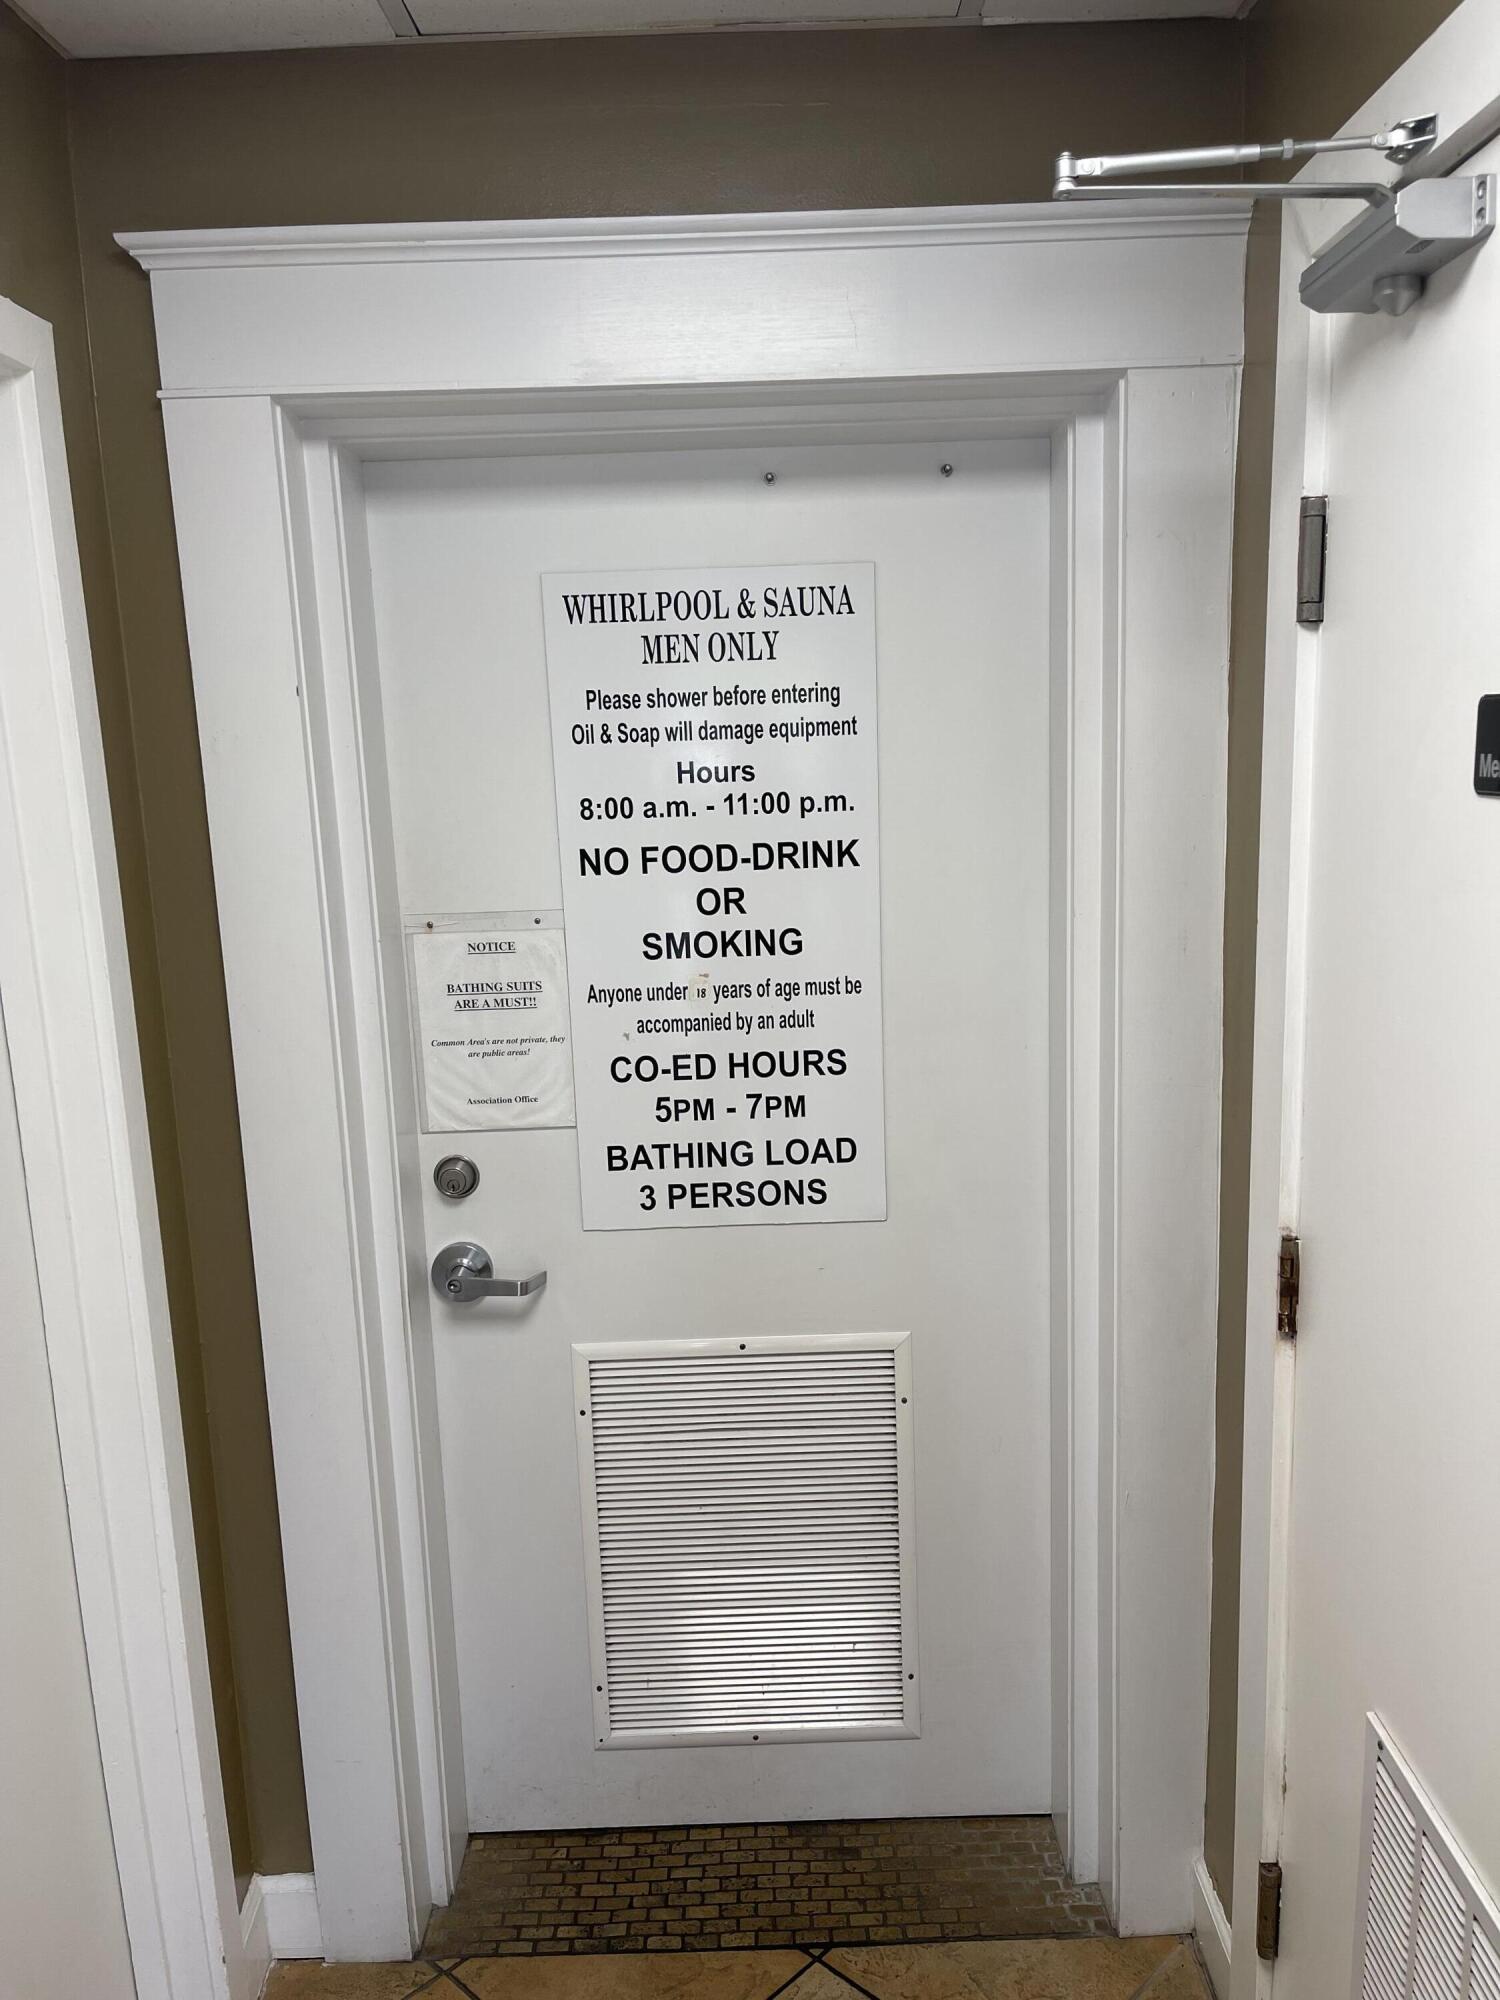 WHIRLPOOL & SAUNA
MEN ONLY
Please shower before entering
Oil & Soap will damage equipment
Hours
8:00 a.m. - 11:00 p.m.
NO FOOD-DRINK
OR
SMOKING
Anyone under 18 years of age must be
accompanied by an adult
CO-ED HOURS
5PM - 7PM
BATHING LOAD
3 PERSONS
NOTICE
BATHING SUITS
ARE A MUST!!
Common Area's are not private, they
are public areas!
Association Office